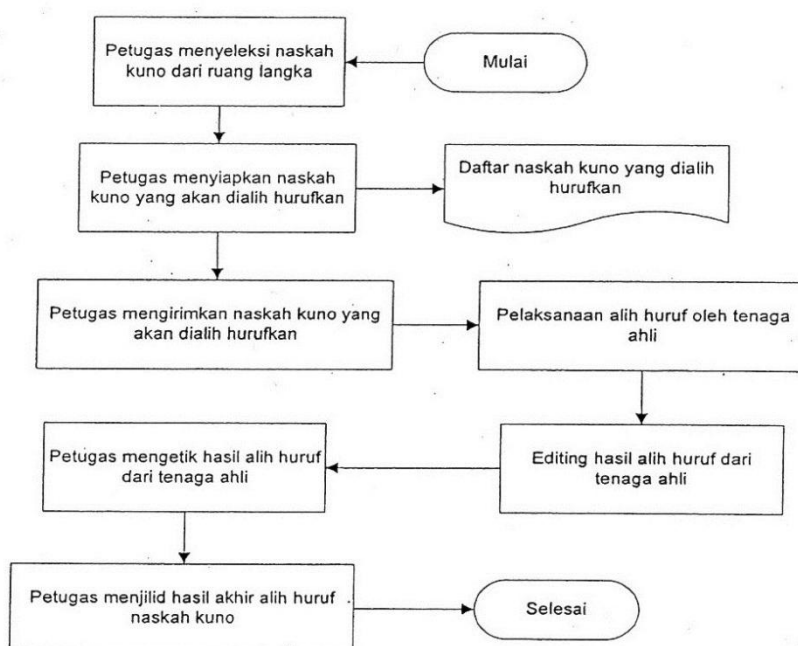 Mulai
Petugas menyeleksi naskah
kuno dari ruang langka
Petugas menyiapkan naskah
kuno yang akan dialih hurufkan
Daftar naskah kuno yang dialih
hurufkan
Petugas mengirimkan naskah kuno yang
akan dialih hurufkan
Pelaksanaan alih huruf oleh tenaga
ahli
Editing hasil alih huruf dari
tenaga ahli
Petugas mengetik hasil alih huruf
dari tenaga ahli
Petugas menjilid hasil akhir alih huruf
naskah kuno
Selesai